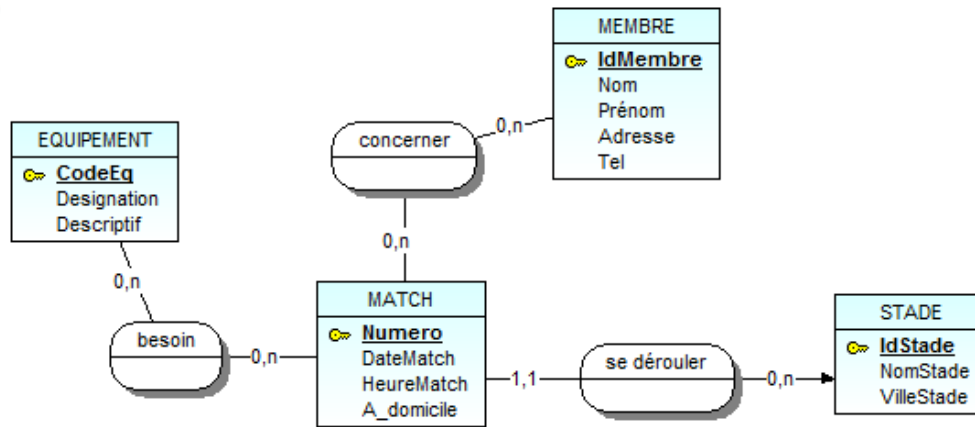 MEMBRE
IdMembre
Nom
Prénom
Adresse
Tel
concerner
0,n
0,n
EQUIPEMENT
CodeEq
Designation
Descriptif
0,n
besoin
0,n
MATCH
Numero
DateMatch
HeureMatch
A_domicile
1,1
se dérouler
0,n
STADE
IdStade
NomStade
VilleStade